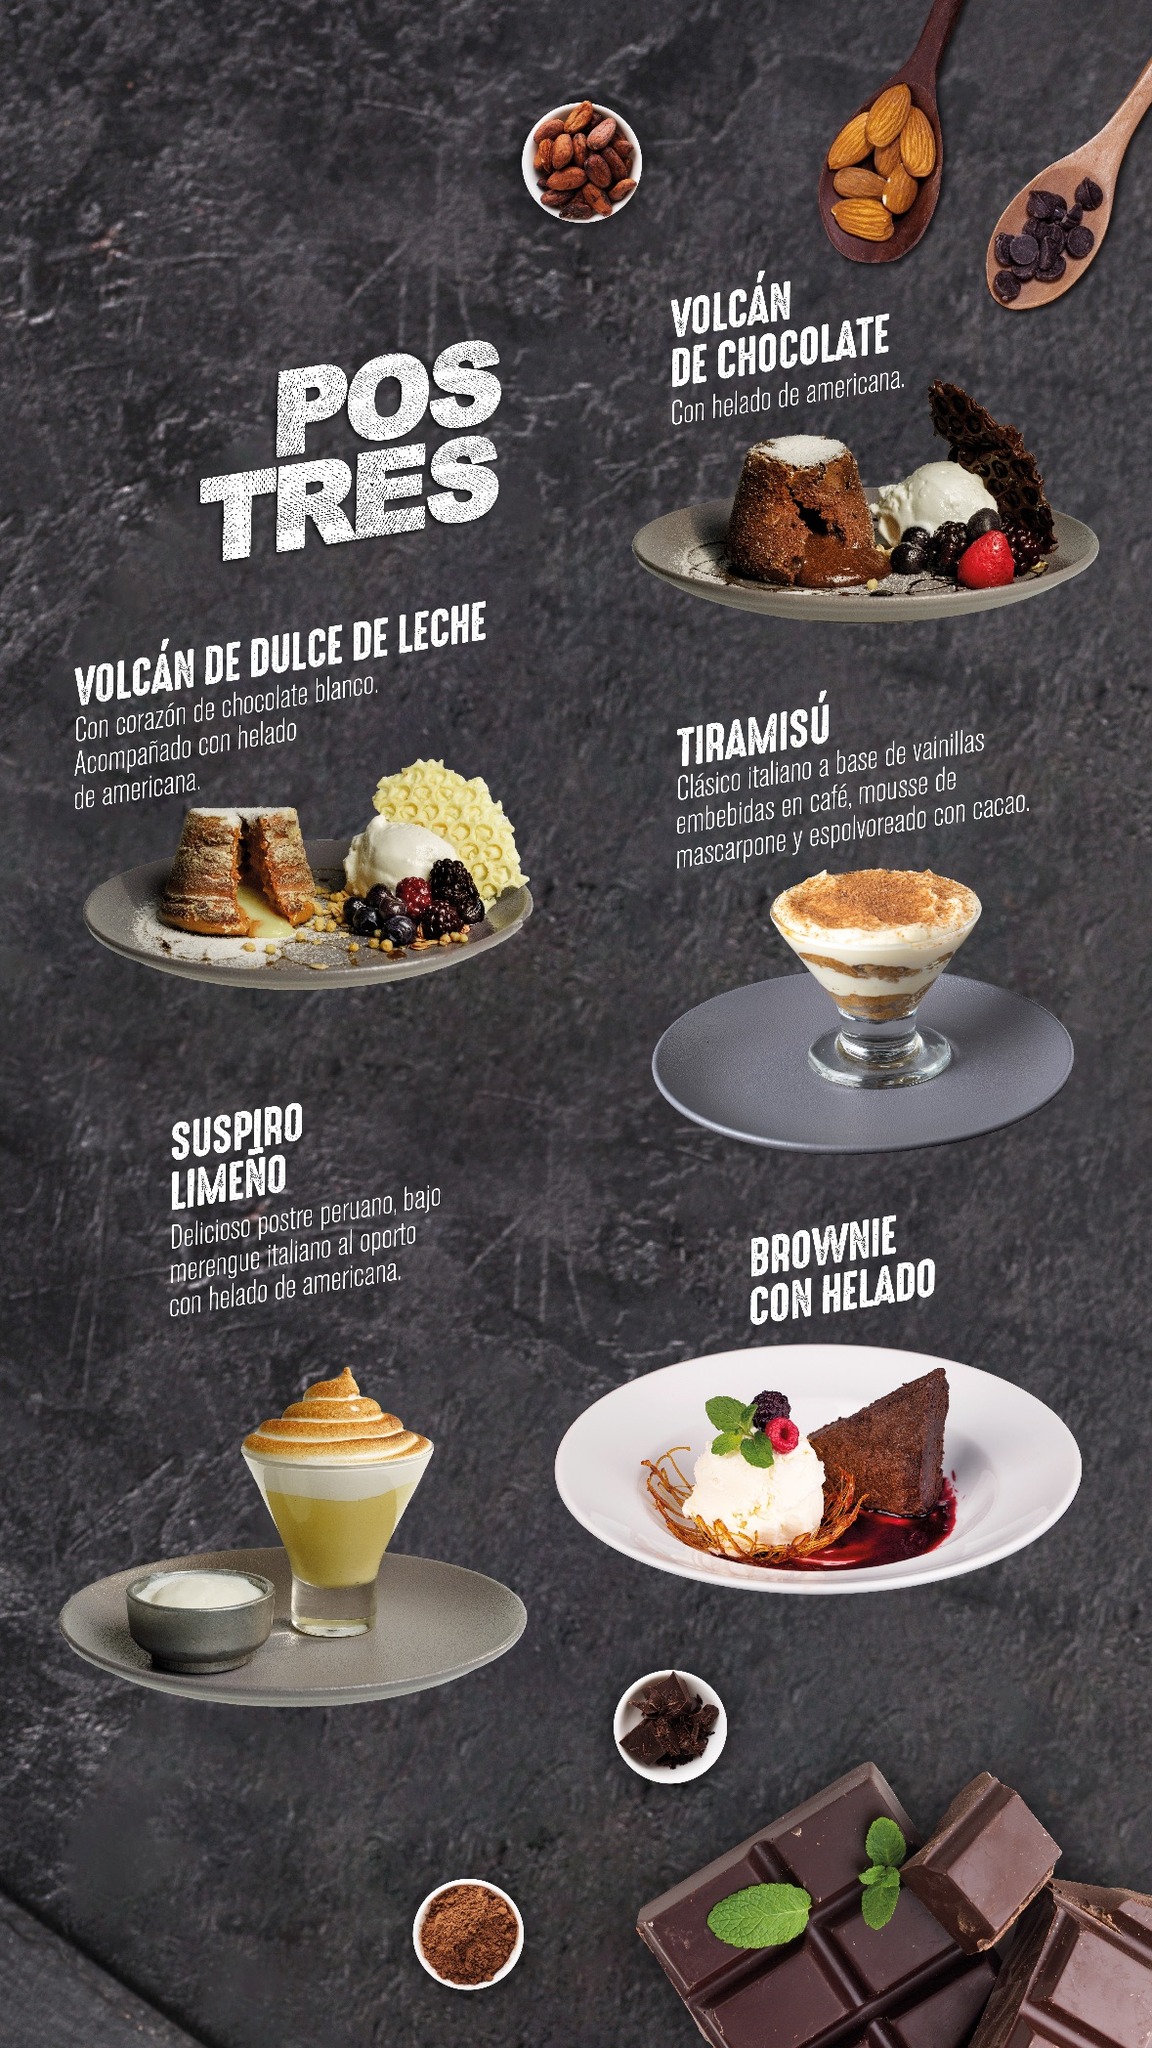 POS
TRES
VOLCÁN
DE CHOCOLATE
Con helado de americana.
VOLCÁN DE DULCE DE LECHE
Con corazón de chocolate blanco.
Acompañado con helado
de americana.
TIRAMISÚ
Clásico italiano a base de vainillas
embebidas en café, mousse de
mascarpone y espolvoreado con cacao.
SUSPIRO
LIMEÑO
Delicioso postre peruano, bajo
merengue italiano al oporto
con helado de americana.
BROWNIE
CON HELADO